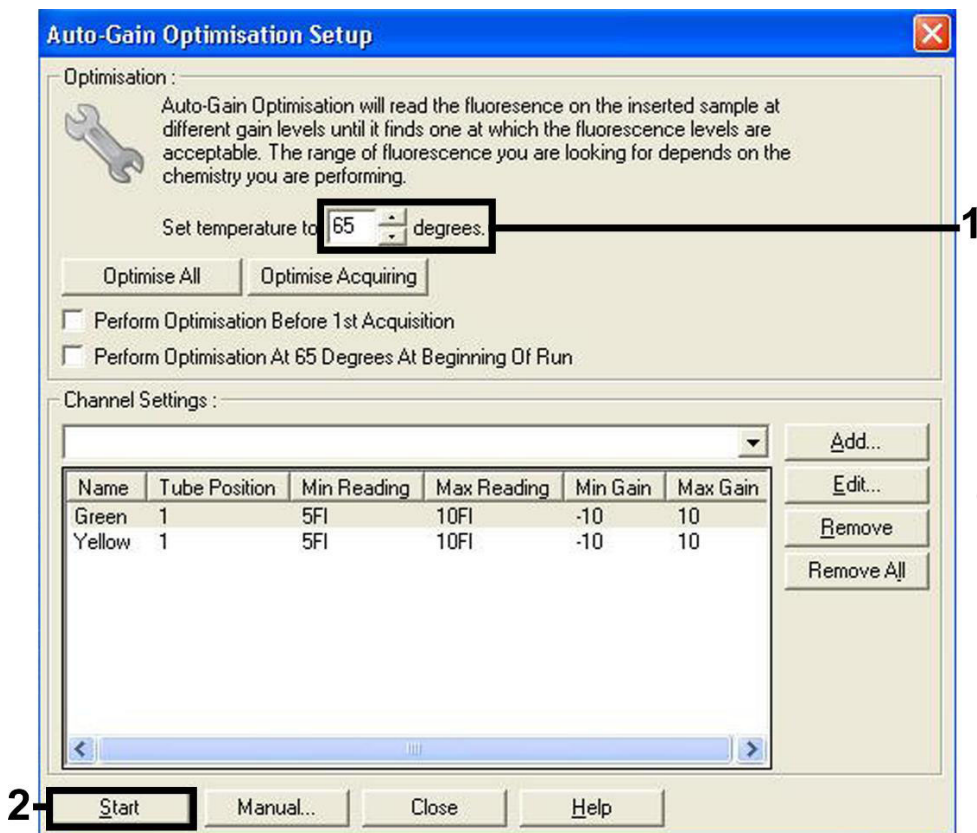 Auto-Gain Optimisation Setup
Optimisation :
Auto-Gain Optimisation will read the fluoresence on the inserted sample at
different gain levels until it finds one at which the fluorescence levels are
acceptable. The range of fluorescence you are looking for depends on the
chemistry you are performing.
Set temperature to 65 degrees. 1
Optimise All Optimise Acquiring
Perform Optimisation Before 1st Acquisition
Perform Optimisation At 65 Degrees At Beginning Of Run
Channel Settings :
Add...
Name Tube Position Min Reading Max Reading Min Gain Max Gain Edit...
Green 1 5Fl 10Fl -10 10
Remove
Yellow 1 5Fl 10Fl -10 10
Remove All
2 Start Manual... Close Help